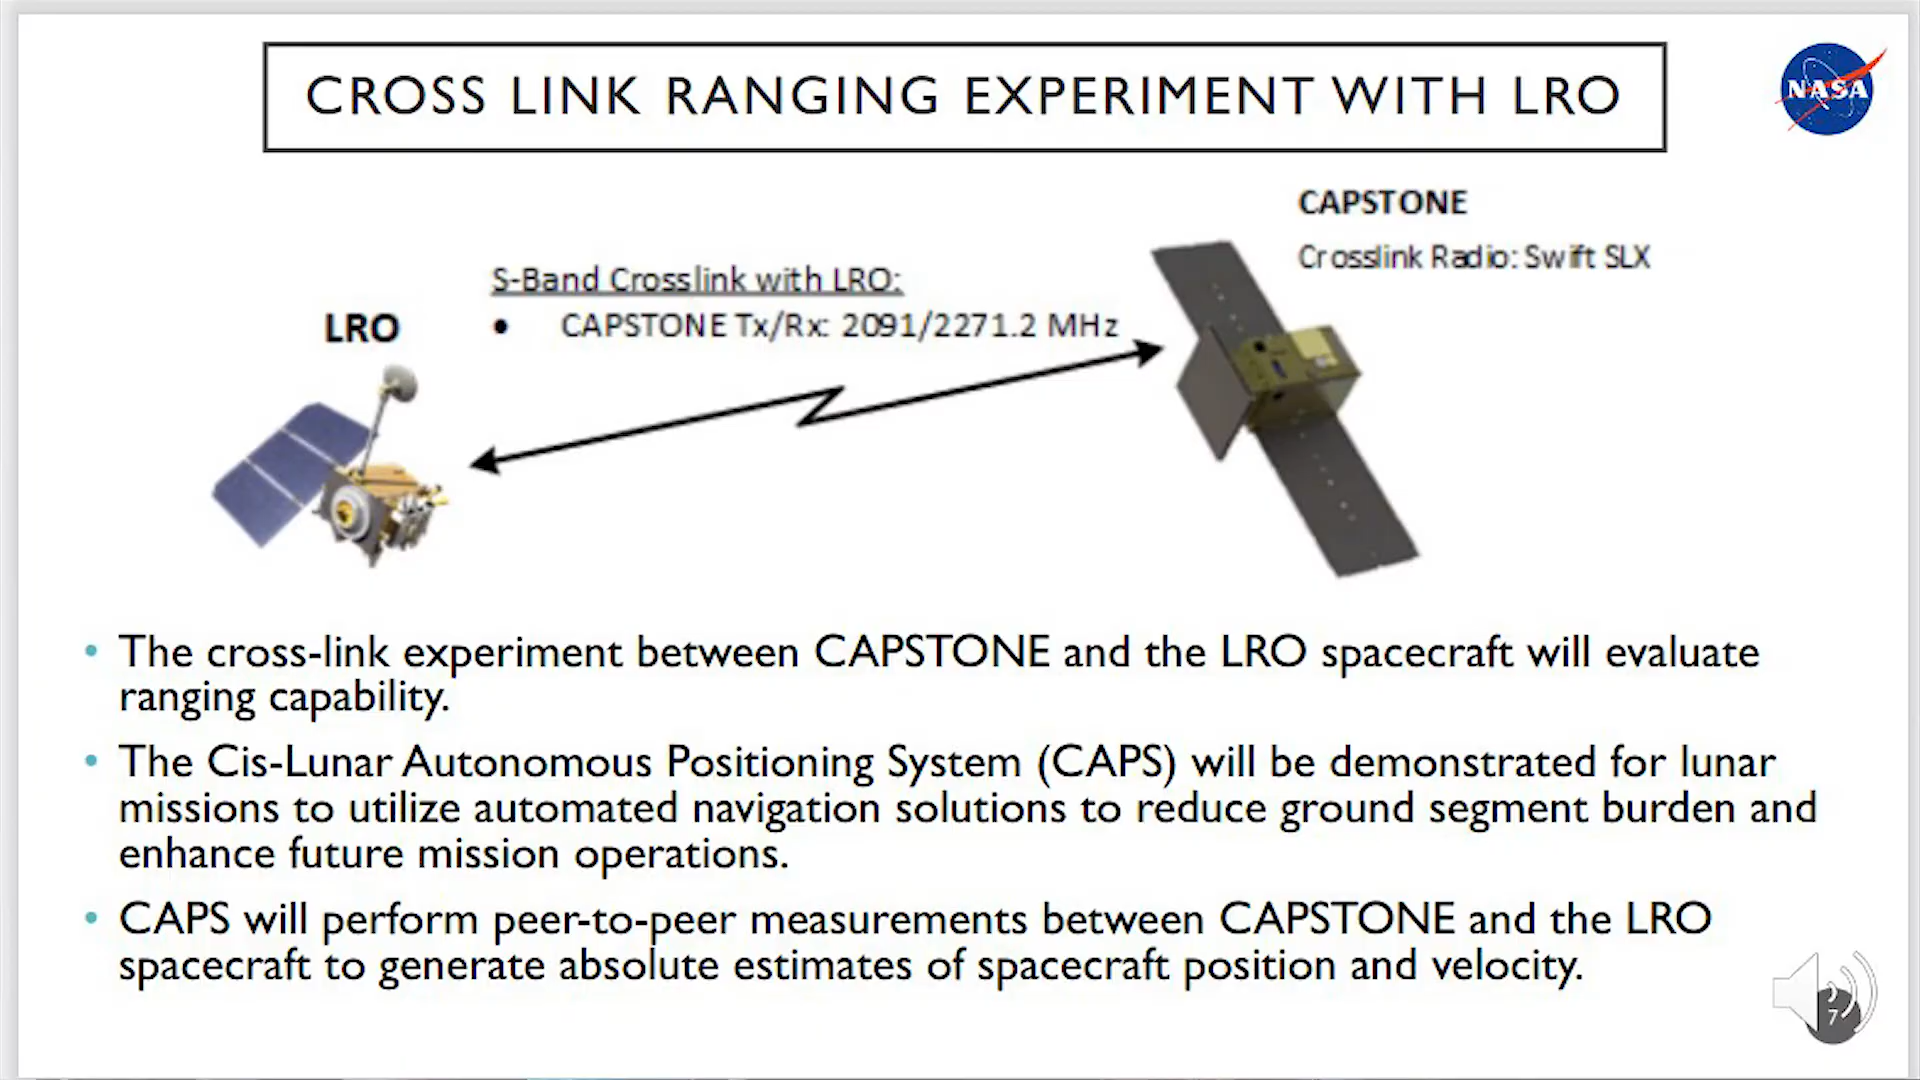 CROSS LINK RANGING EXPERIMENT WITH LRO
NASA
CAPSTONE
Crosslink Radio: Swift SLX
S-Band Crosslink with LRO:
• CAPSTONE Tx/Rx: 2091/2271.2 MHz
LRO
• The cross-link experiment between CAPSTONE and the LRO spacecraft will evaluate
ranging capability.
• The Cis-Lunar Autonomous Positioning System (CAPS) will be demonstrated for lunar
missions to utilize automated navigation solutions to reduce ground segment burden and
enhance future mission operations.
• CAPS will perform peer-to-peer measurements between CAPSTONE and the LRO
spacecraft to generate absolute estimates of spacecraft position and velocity.
7